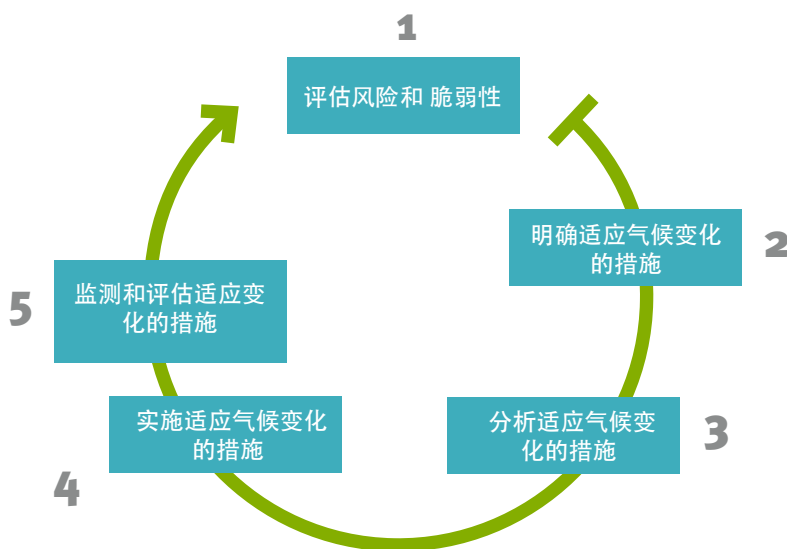 1
评估风险和 脆弱性
明确适应气候变化
的措施
2
分析适应气候变
化的措施
3
实施适应气候变化
的措施
4
监测和评估适应变
化的措施
5